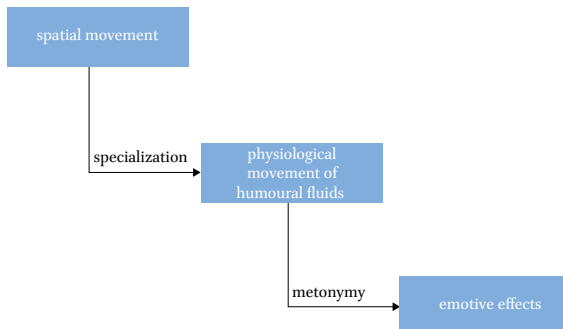 spatial movement
specialization
physiological
movement of
humoural fluids
metonymy
emotive effects